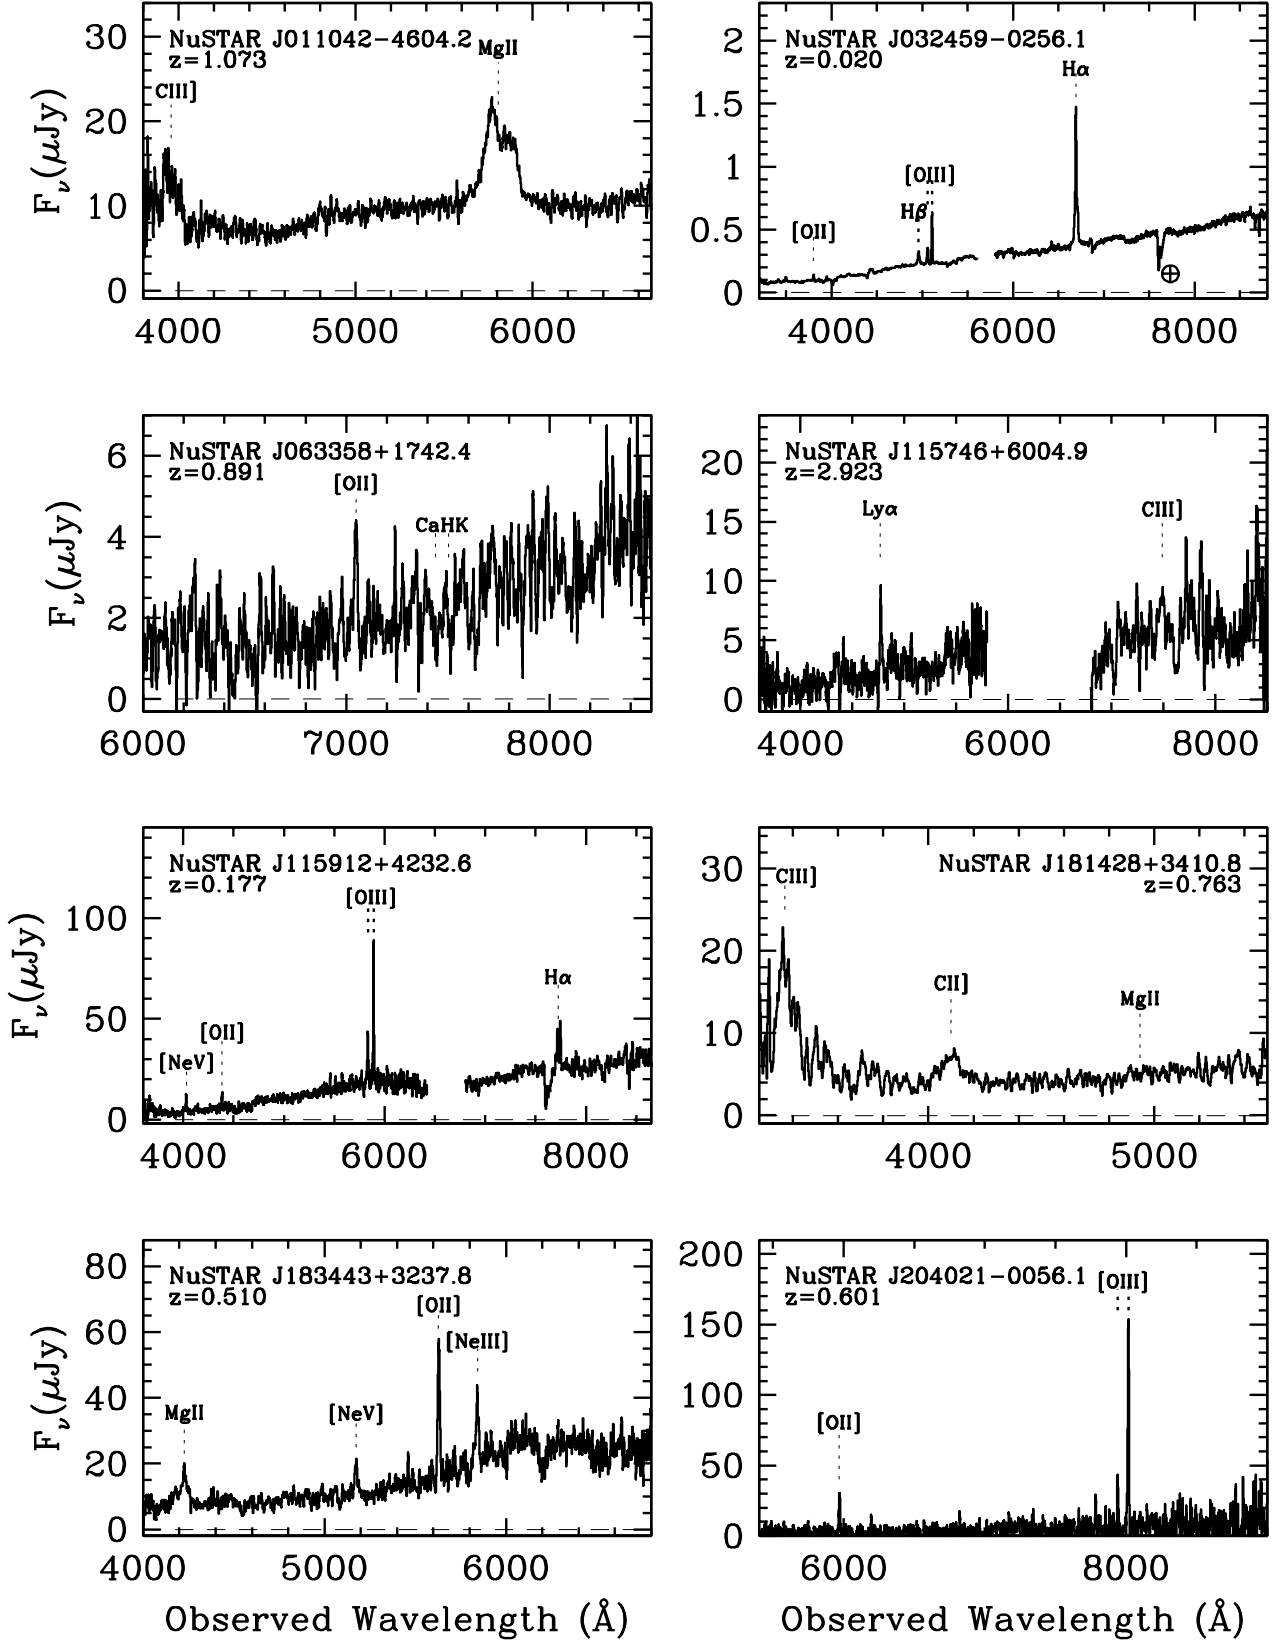 NuSTAR J011042−4604.2
z=1.073
MgII
CIII]
30
20
10
0
4000 5000 6000
Fν(μJy)
NuSTAR J032459−0256.1
z=0.020
Hα
[OIII]
Hβ
[OII]
2
1.5
1
0.5
0
4000 6000 8000
NuSTAR J063358+1742.4
z=0.891
[OII]
CaHK
6
4
2
0
6000 7000 8000
Fν(μJy)
NuSTAR J115746+6004.9
z=2.923
Lyα
CIII]
20
15
10
5
0
4000 6000 8000
NuSTAR J115912+4232.6
z=0.177
[OIII]
Hα
[OII]
[NeV]
100
50
0
4000 6000 8000
Fν(μJy)
NuSTAR J181428+3410.8
z=0.763
CIII]
CII]
MgII
30
20
10
0
4000 5000
NuSTAR J183443+3237.8
z=0.510
[OII]
[NeIII]
MgII
[NeV]
80
60
40
20
0
4000 5000 6000
Fν(μJy)
Observed Wavelength (Å)
NuSTAR J204021−0056.1
z=0.601
[OIII]
[OII]
200
150
100
50
0
6000 8000
Observed Wavelength (Å)